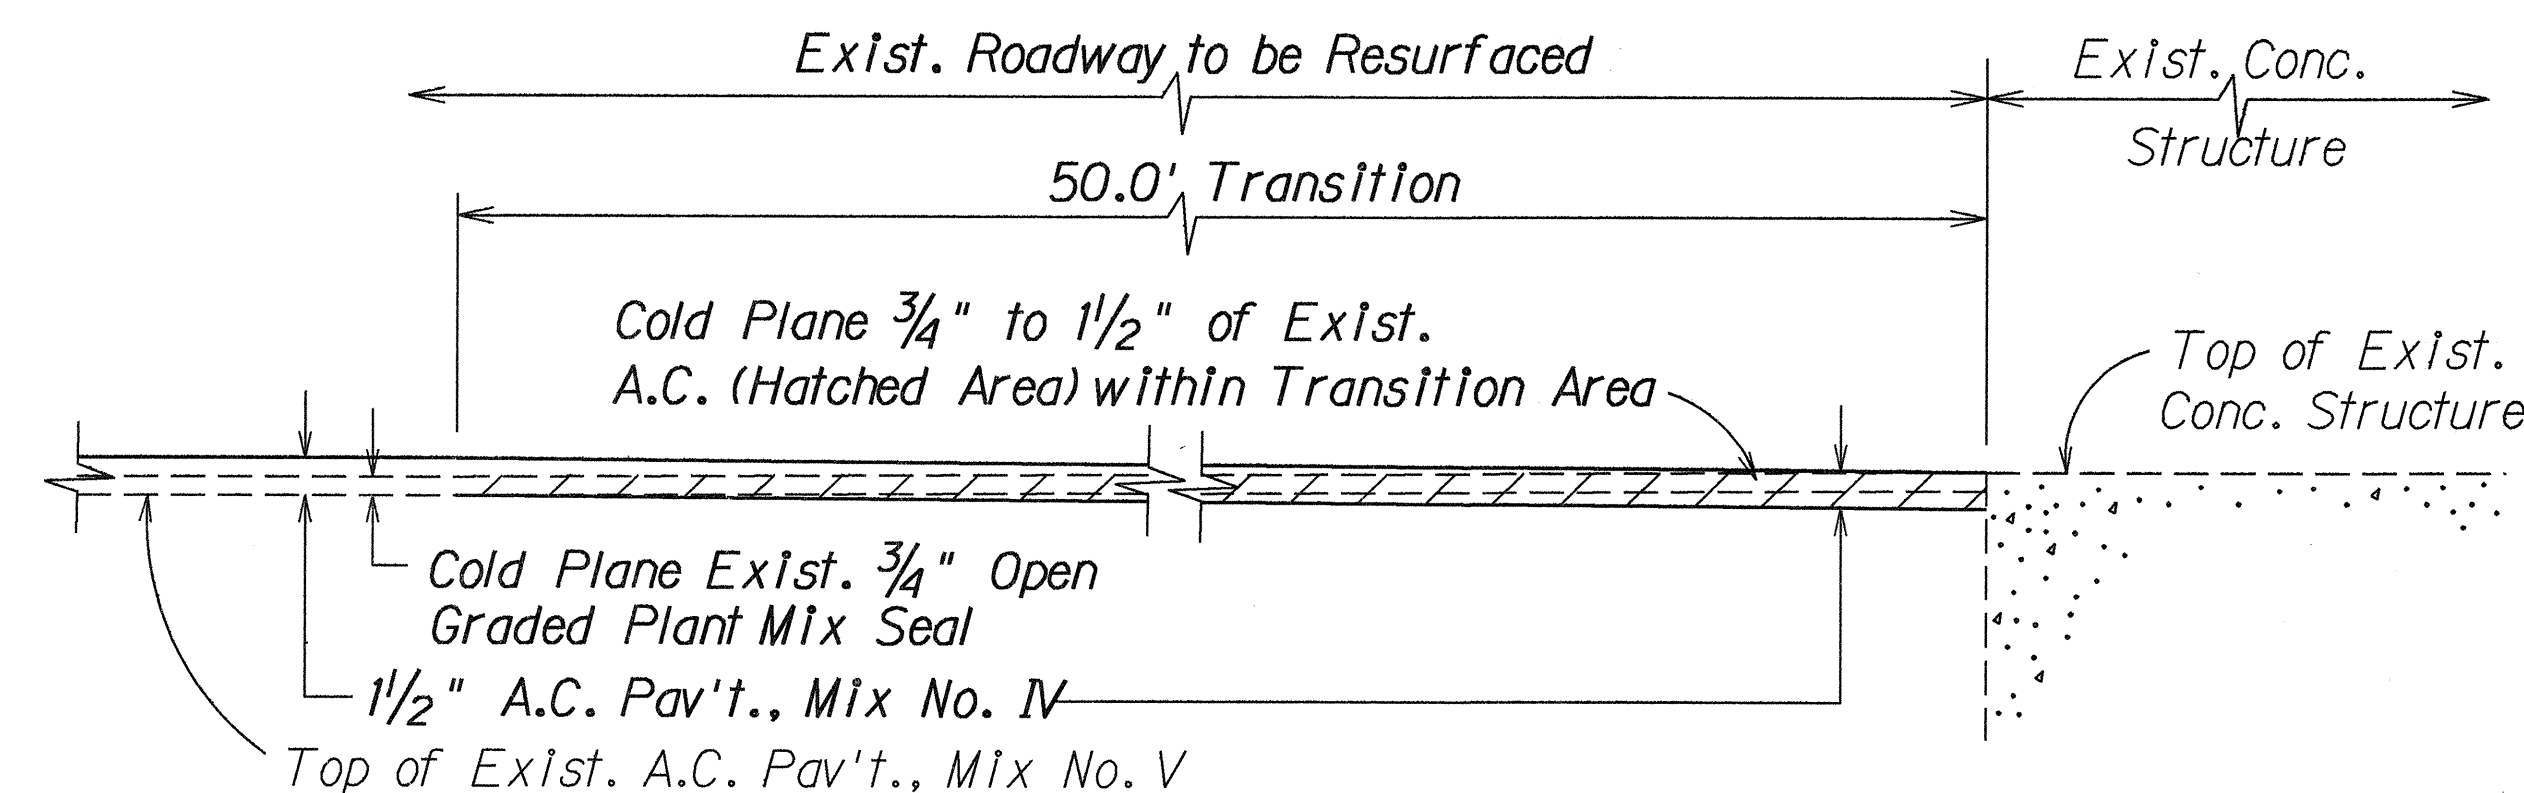 Exist. Roadway to be Resurfaced
Exist. Conc.
Structure
50.0' Transition
Cold Plane 3/4" to 1 1/2" of Exist.
A.C. (Hatched Area) within Transition Area
Top of Exist.
Conc. Structure
Cold Plane Exist. 3/4" Open
Graded Plant Mix Seal
1 1/2" A.C. Pav't., Mix No. IV
Top of Exist. A.C. Pav't., Mix No. V